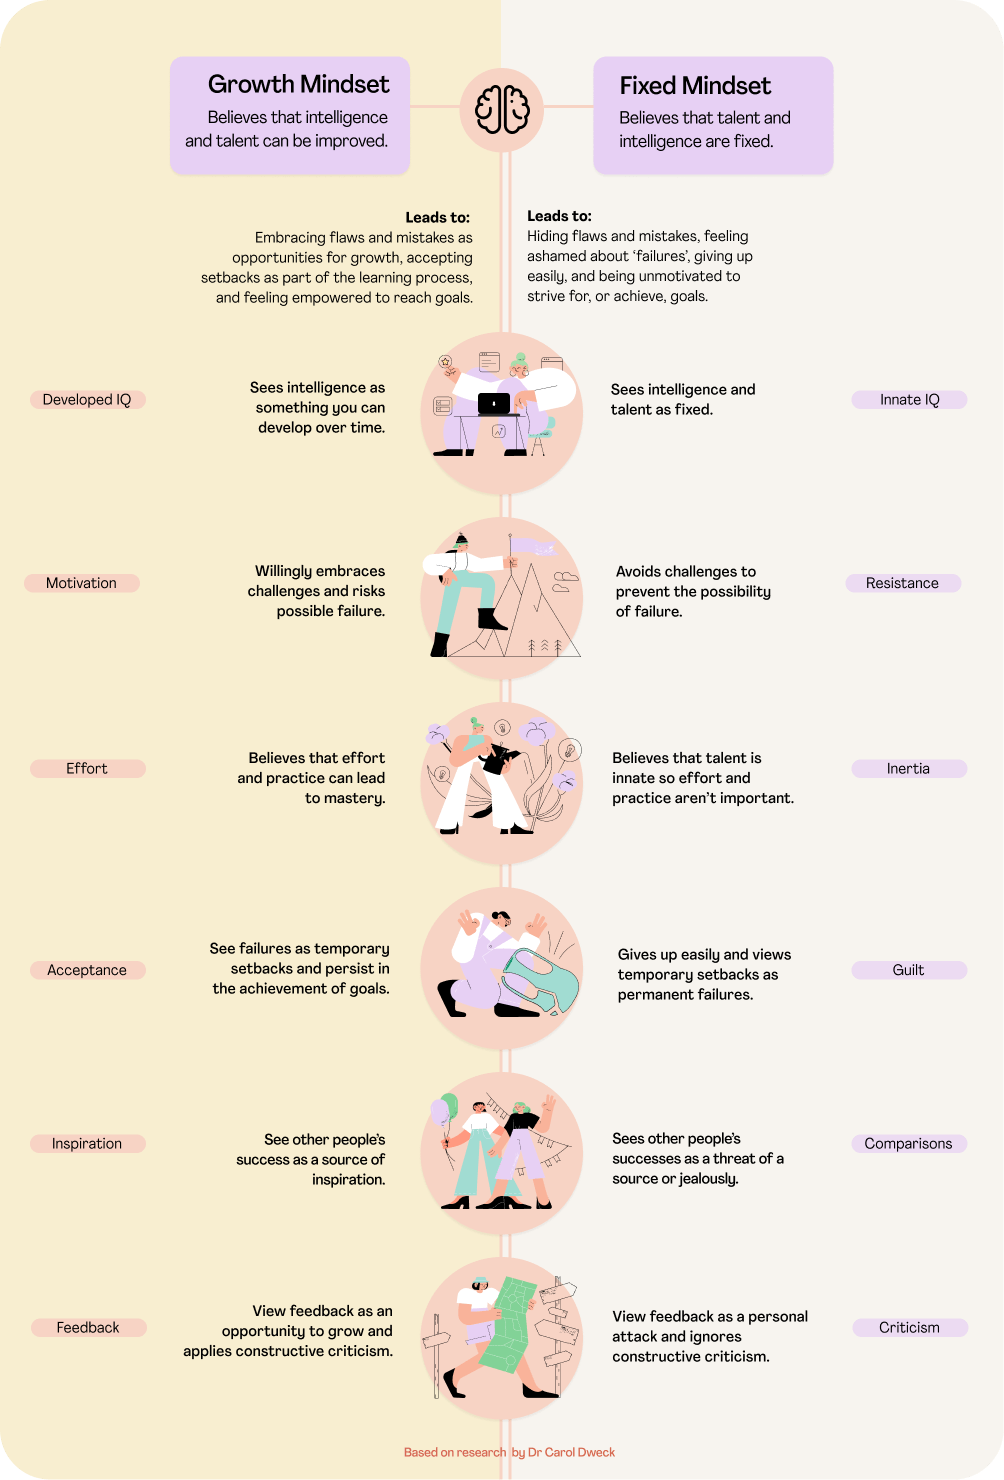 Growth Mindset
Believes that intelligence
and talent can be improved.
Fixed Mindset
Believes that talent and
intelligence are fixed.
Leads to:
Embracing flaws and mistakes as
opportunities for growth, accepting
setbacks as part of the learning process,
and feeling empowered to reach goals.
Leads to:
Hiding flaws and mistakes, feeling
ashamed about ‘failures’, giving up
easily, and being unmotivated to
strive for, or achieve, goals.
Developed IQ
Sees intelligence as
something you can
develop over time.
Sees intelligence and
talent as fixed.
Innate IQ
Motivation
Willingly embraces
challenges and risks
possible failure.
Avoids challenges to
prevent the possibility
of failure.
Resistance
Effort
Believes that effort
and practice can lead
to mastery.
Believes that talent is
innate so effort and
practice aren’t important.
Inertia
Acceptance
See failures as temporary
setbacks and persist in
the achievement of goals.
Gives up easily and views
temporary setbacks as
permanent failures.
Guilt
Inspiration
See other people’s
success as a source of
inspiration.
Sees other people’s
successes as a threat of a
source or jealously.
Comparisons
Feedback
View feedback as an
opportunity to grow and
applies constructive criticism.
View feedback as a personal
attack and ignores
constructive criticism.
Criticism
Based on research by Dr Carol Dweck